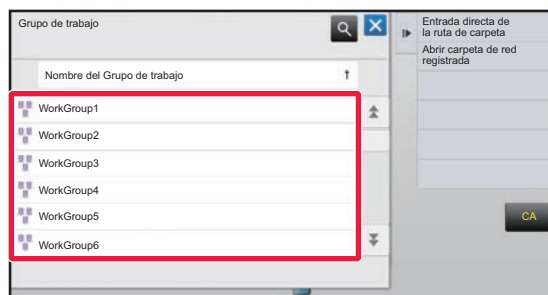 Grupo de trabajo
Nombre del Grupo de trabajo
WorkGroup1
WorkGroup2
WorkGroup3
WorkGroup4
WorkGroup5
WorkGroup6
Entrada directa de
la ruta de carpeta
Abrir carpeta de red
registrada
CA